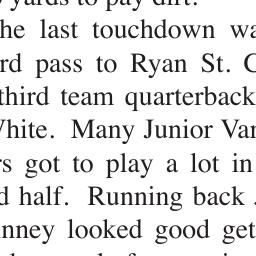 yards to pay dirt.
he last touchdown wa
rd pass to Ryan St. C
third team quarterback
White. Many Junior Var
rs got to play a lot in
d half. Running back
nney looked good get